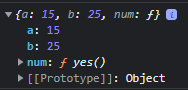 ▼ {a: 15, b: 25, num: ƒ} i
a: 15
b: 25
▶ num: ƒ yes()
▶ [[Prototype]]: Object